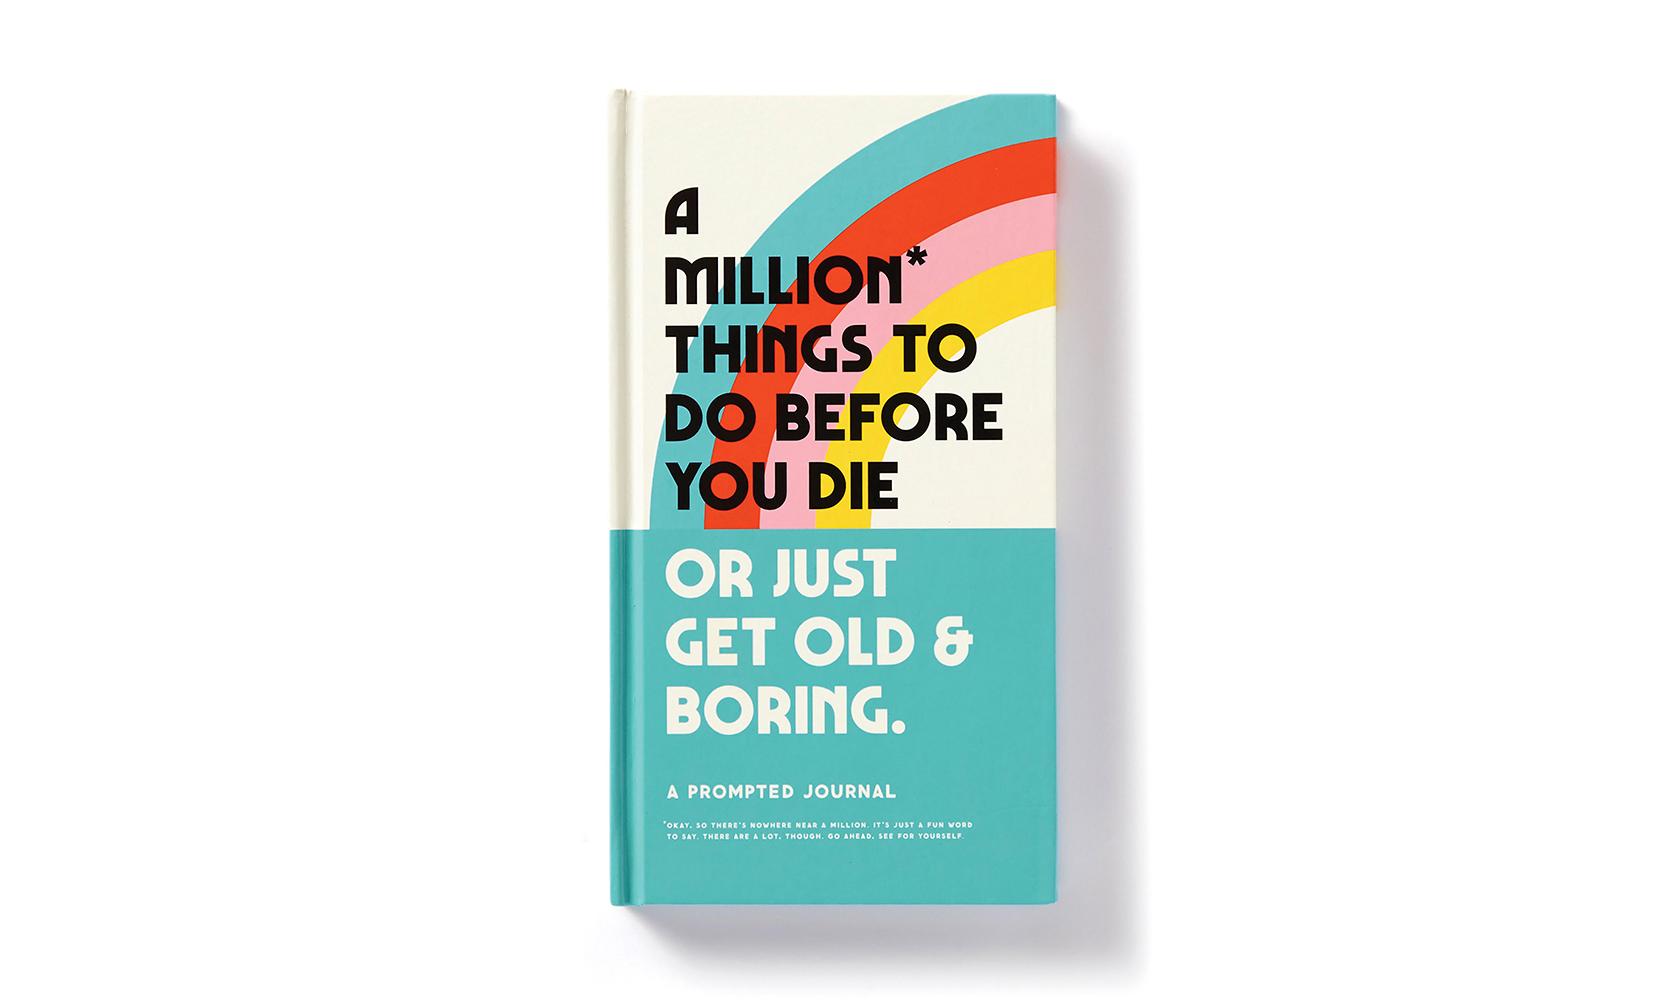 A
MILLION*
THINGS TO
DO BEFORE
YOU DIE
OR JUST
GET OLD &
BORING.
A PROMPTED JOURNAL
*OKAY, SO THERE'S NOWHERE NEAR A MILLION. IT'S JUST A FUN WORD
TO SAY. THERE ARE A LOT, THOUGH. GO AHEAD, SEE FOR YOURSELF.